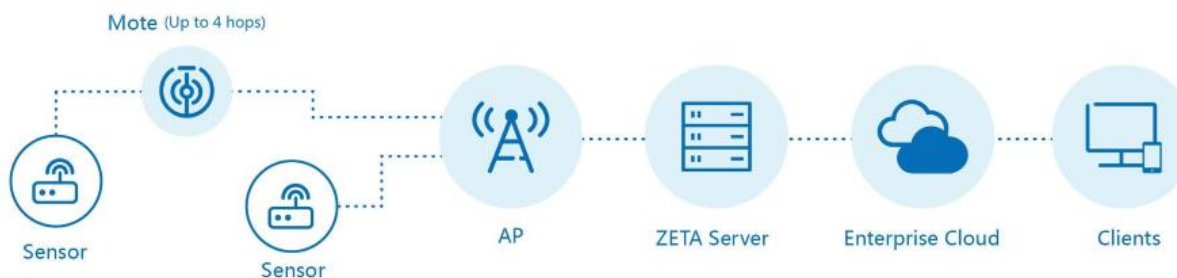 Mote (Up to 4 hops)
Sensor
Sensor
AP
ZETA Server
Enterprise Cloud
Clients